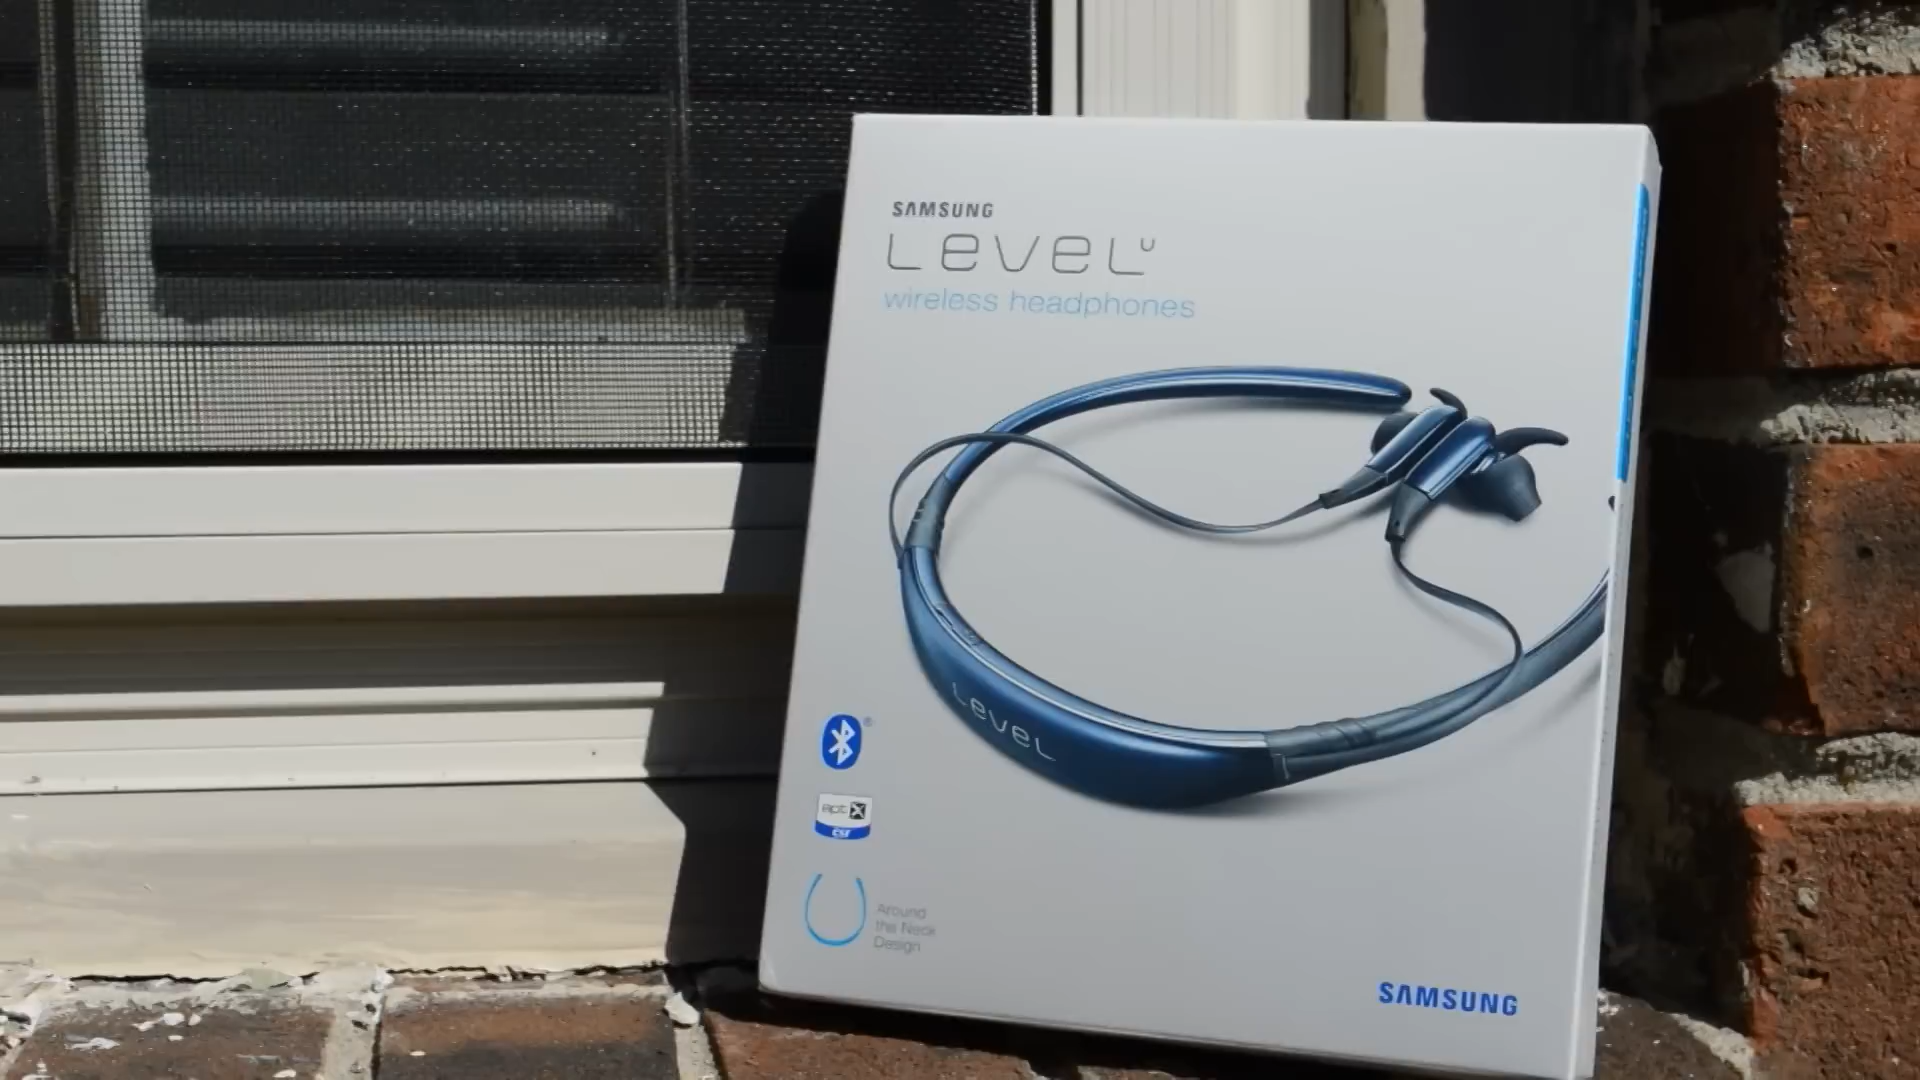 SAMSUNG
LEVEL U
wireless headphones
LEVEL
®
aptX
CSR
Around
the Neck
Design
SAMSUNG